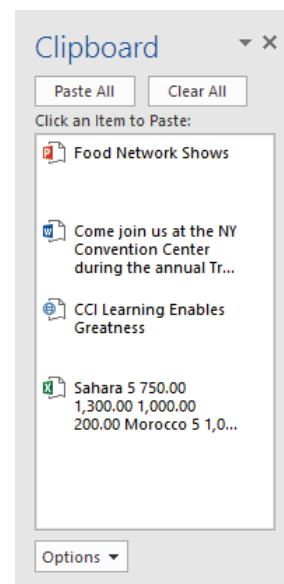 Clipboard
Paste All Clear All
Click an Item to Paste:
Food Network Shows
Come join us at the NY
Convention Center
during the annual Tr...
CCI Learning Enables
Greatness
Sahara 5 750.00
1,300.00 1,000.00
200.00 Morocco 5 1,0...
Options